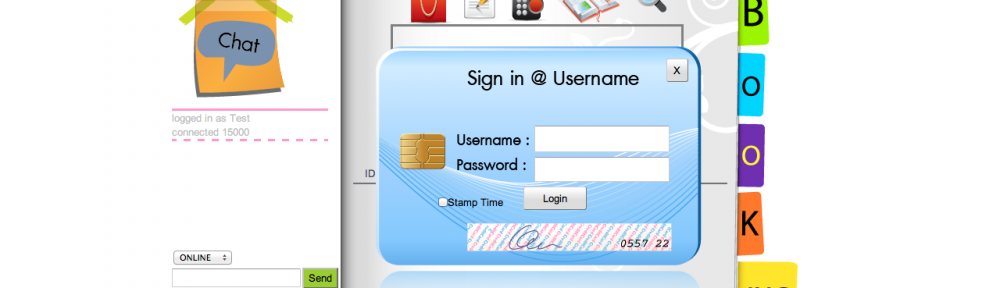 Chat
logged in as Test
connected 15000
ONLINE
Send
ID
Sign in @ Username
X
Username :
Password :
Stamp Time
Login
0557 22
B
O
O
K